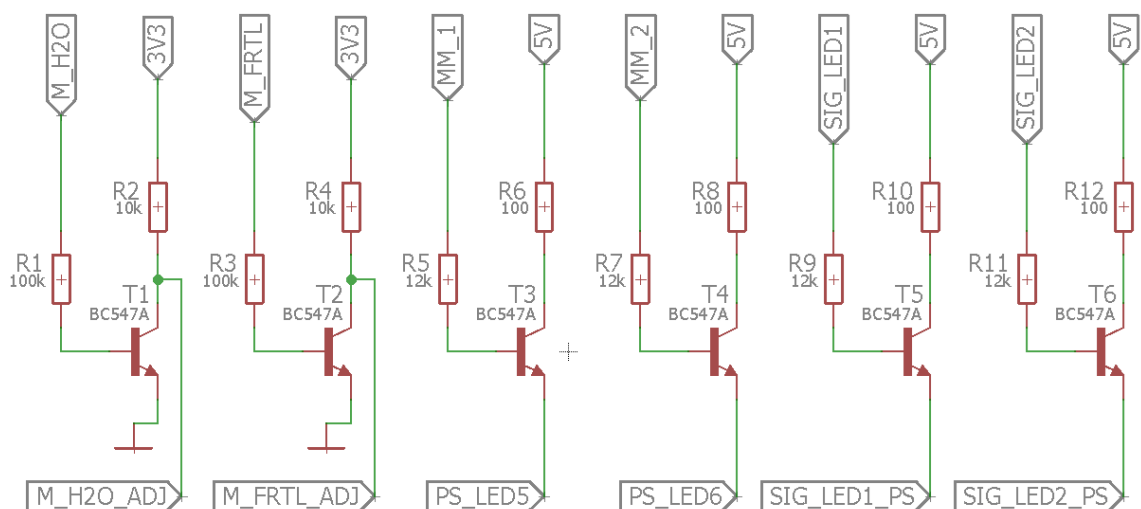 M_H2O
3V3
M_FRTL
3V3
MM_1
5V
MM_2
5V
SIG_LED1
5V
SIG_LED2
5V
R2
10k
R4
10k
R6
100
R8
100
R10
100
R12
100
R1
100k
R3
100k
R5
12k
R7
12k
R9
12k
R11
12k
T1
BC547A
T2
BC547A
T3
BC547A
T4
BC547A
T5
BC547A
T6
BC547A
M_H2O_ADJ
M_FRTL_ADJ
PS_LED5
PS_LED6
SIG_LED1_PS
SIG_LED2_PS